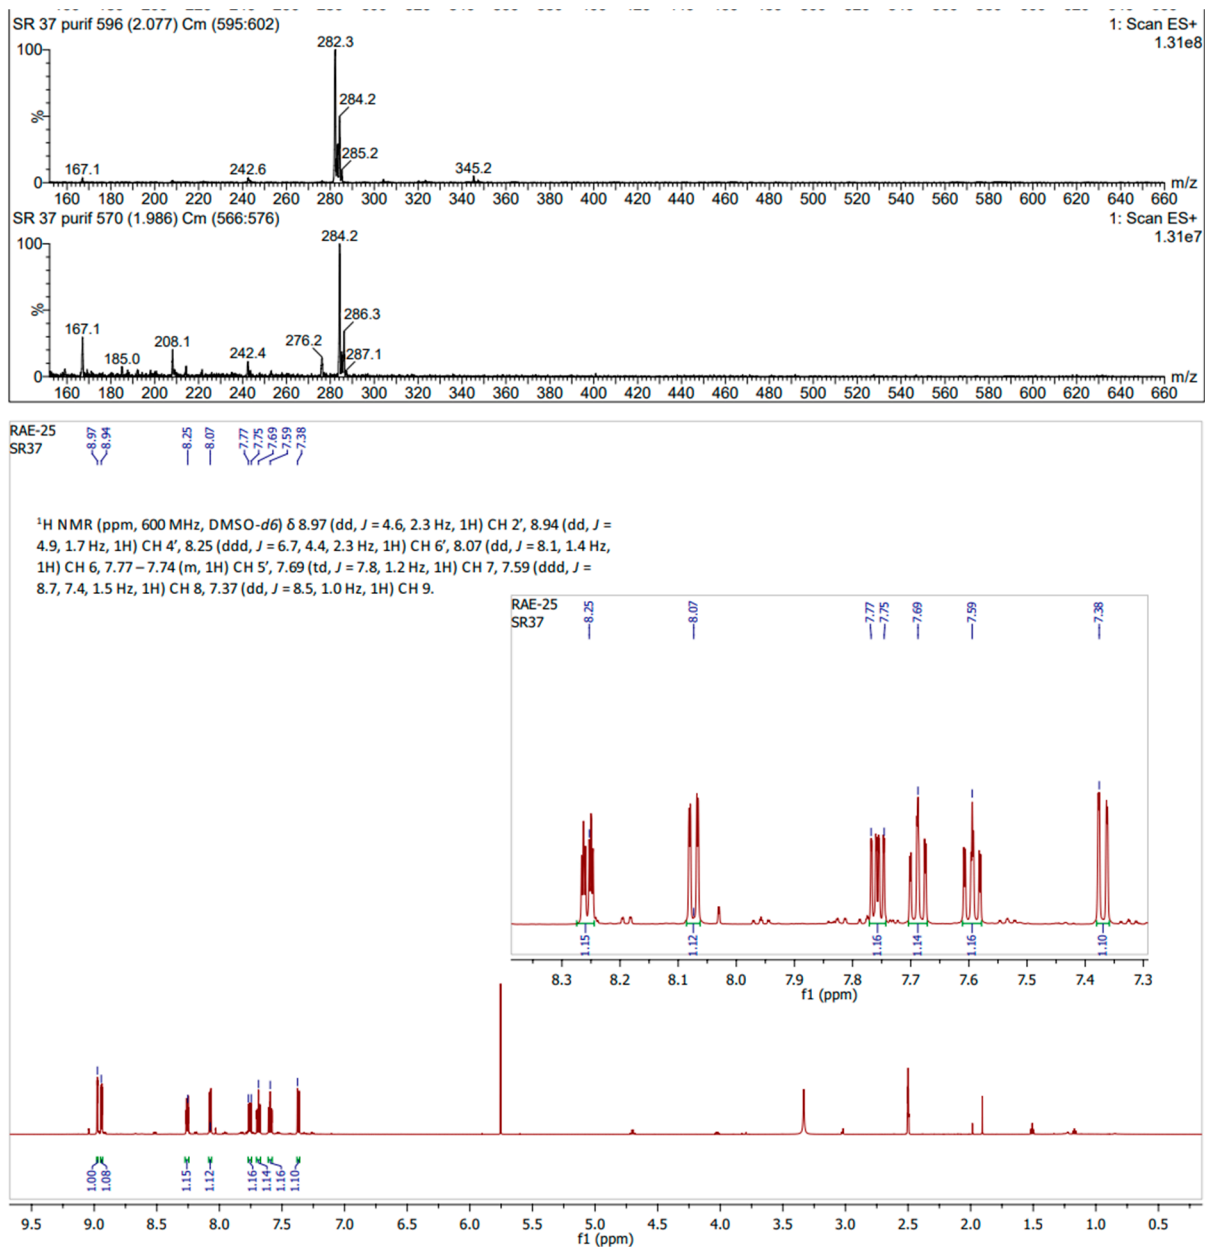 SR 37 purif 596 (2.077) Cm (595:602)
1: Scan ES+
1.31e8
100
%
0
282.3
284.2
285.2
167.1
242.6
345.2
m/z
160 180 200 220 240 260 280 300 320 340 360 380 400 420 440 460 480 500 520 540 560 580 600 620 640 660
SR 37 purif 570 (1.986) Cm (566:576)
1: Scan ES+
1.31e7
100
%
0
284.2
286.3
287.1
276.2
167.1
185.0
208.1
242.4
m/z
160 180 200 220 240 260 280 300 320 340 360 380 400 420 440 460 480 500 520 540 560 580 600 620 640 660
RAE-25
SR37
8.97 8.94 8.25 8.07 7.77 7.75 7.69 7.59 7.38
¹H NMR (ppm, 600 MHz, DMSO-d6) δ 8.97 (dd, J = 4.6, 2.3 Hz, 1H) CH 2’, 8.94 (dd, J =
4.9, 1.7 Hz, 1H) CH 4’, 8.25 (ddd, J = 6.7, 4.4, 2.3 Hz, 1H) CH 6’, 8.07 (dd, J = 8.1, 1.4 Hz,
1H) CH 6, 7.77 – 7.74 (m, 1H) CH 5’, 7.69 (td, J = 7.8, 1.2 Hz, 1H) CH 7, 7.59 (ddd, J =
8.7, 7.4, 1.5 Hz, 1H) CH 8, 7.37 (dd, J = 8.5, 1.0 Hz, 1H) CH 9.
RAE-25
SR37
8.25 8.07 7.77 7.75 7.69 7.59 7.38
1.15 1.12 1.16 1.14 1.16 1.10
8.3 8.2 8.1 8.0 7.9 7.8 7.7 7.6 7.5 7.4 7.3
f1 (ppm)
1.00 1.08 1.15 1.12 1.16 1.14 1.16 1.10
9.5 9.0 8.5 8.0 7.5 7.0 6.5 6.0 5.5 5.0 4.5 4.0 3.5 3.0 2.5 2.0 1.5 1.0 0.5
f1 (ppm)